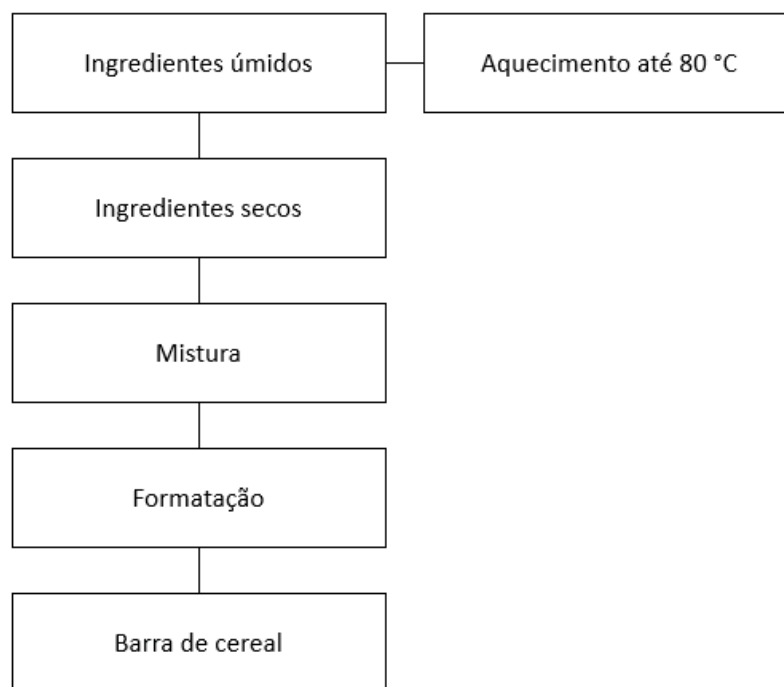 Ingredientes úmidos
Aquecimento até 80 °C
Ingredientes secos
Mistura
Formatação
Barra de cereal